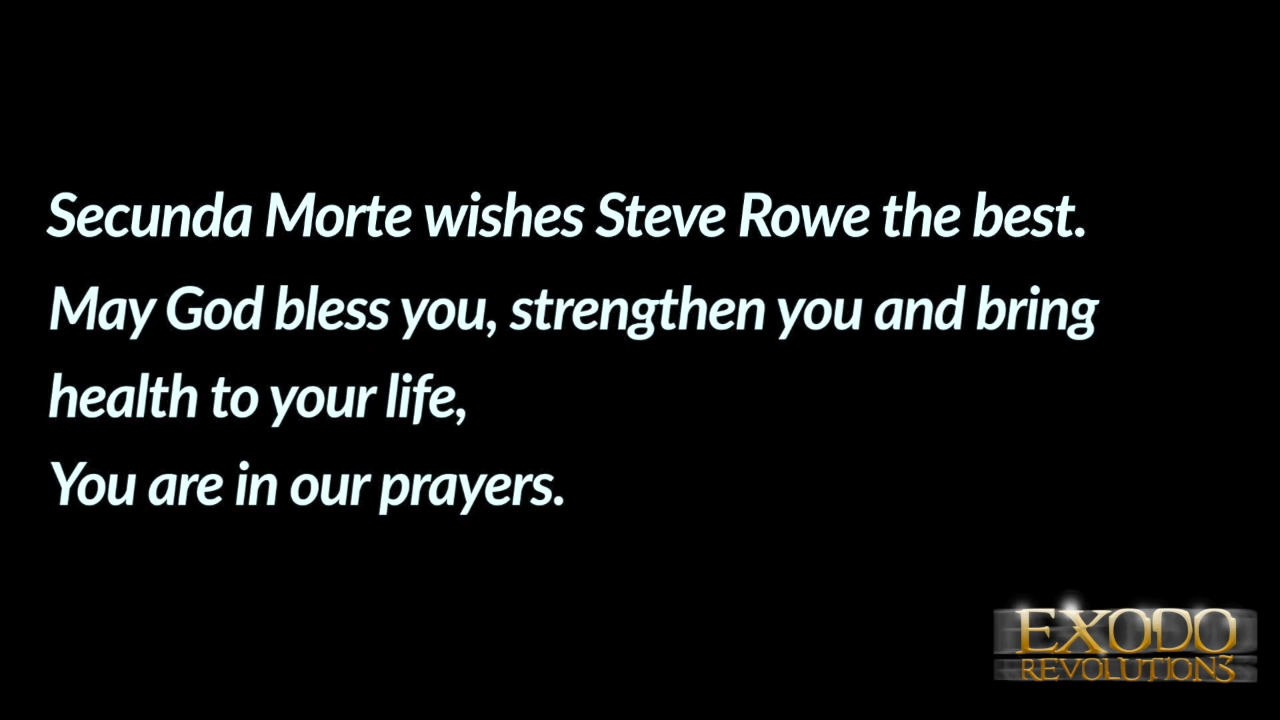 Secunda Morte wishes Steve Rowe the best.
May God bless you, strengthen you and bring
health to your life,
You are in our prayers.
EXODO
REVOLUTION3